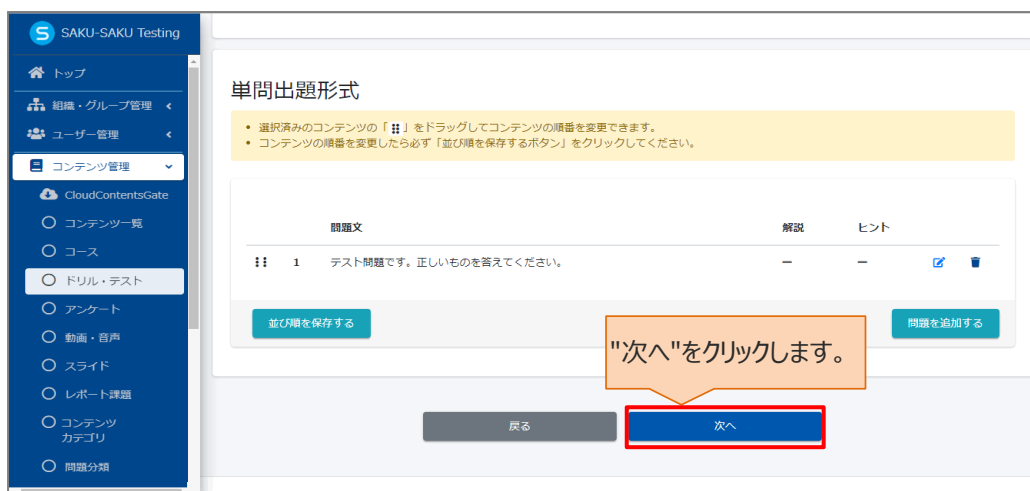 SAKU-SAKU Testing
トップ
組織・グループ管理
ユーザー管理
コンテンツ管理
CloudContentsGate
コンテンツ一覧
コース
ドリル・テスト
アンケート
動画・音声
スライド
レポート課題
コンテンツ
カテゴリ
問題分類
単問出題形式
選択済みのコンテンツの「⠿」をドラッグしてコンテンツの順番を変更できます。
コンテンツの順番を変更したら必ず「並び順を保存するボタン」をクリックしてください。
問題文 解説 ヒント
1 テスト問題です。正しいものを答えてください。 ー ー
並び順を保存する 問題を追加する
"次へ"をクリックします。
戻る 次へ